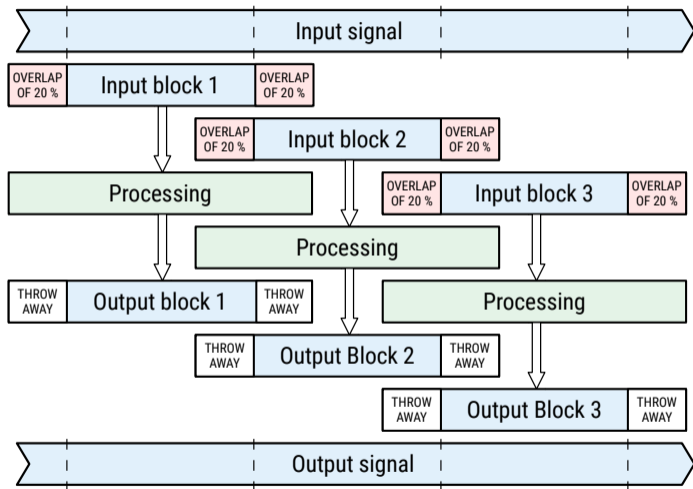 Input signal
OVERLAP
OF 20 %
Input block 1
OVERLAP
OF 20 %
OVERLAP
OF 20 %
Input block 2
OVERLAP
OF 20 %
Processing
OVERLAP
OF 20 %
Input block 3
OVERLAP
OF 20 %
Processing
THROW
AWAY
Output block 1
THROW
AWAY
Processing
THROW
AWAY
Output Block 2
THROW
AWAY
THROW
AWAY
Output Block 3
THROW
AWAY
Output signal